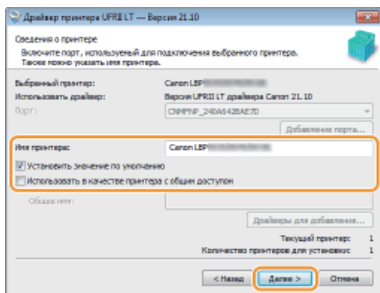 Драйвер принтера UFRII LT — Версия 21.10
Сведения о принтере
Включите порт, используемый для подключения выбранного принтера.
Также можно указать имя принтера.
Выбранный принтер: Canon LBP
Использовать драйвер: Версия UFRII LT драйвера Canon 21.10
Порт: CNMFNP_240A642BAE7D
Добавление порта...
Имя принтера: Canon LBP
Установить значение по умолчанию
Использовать в качестве принтера с общим доступом
Общее имя:
Драйверы для добавления...
Текущий принтер: 1
Количество принтеров для установки: 1
< Назад Далее > Отмена